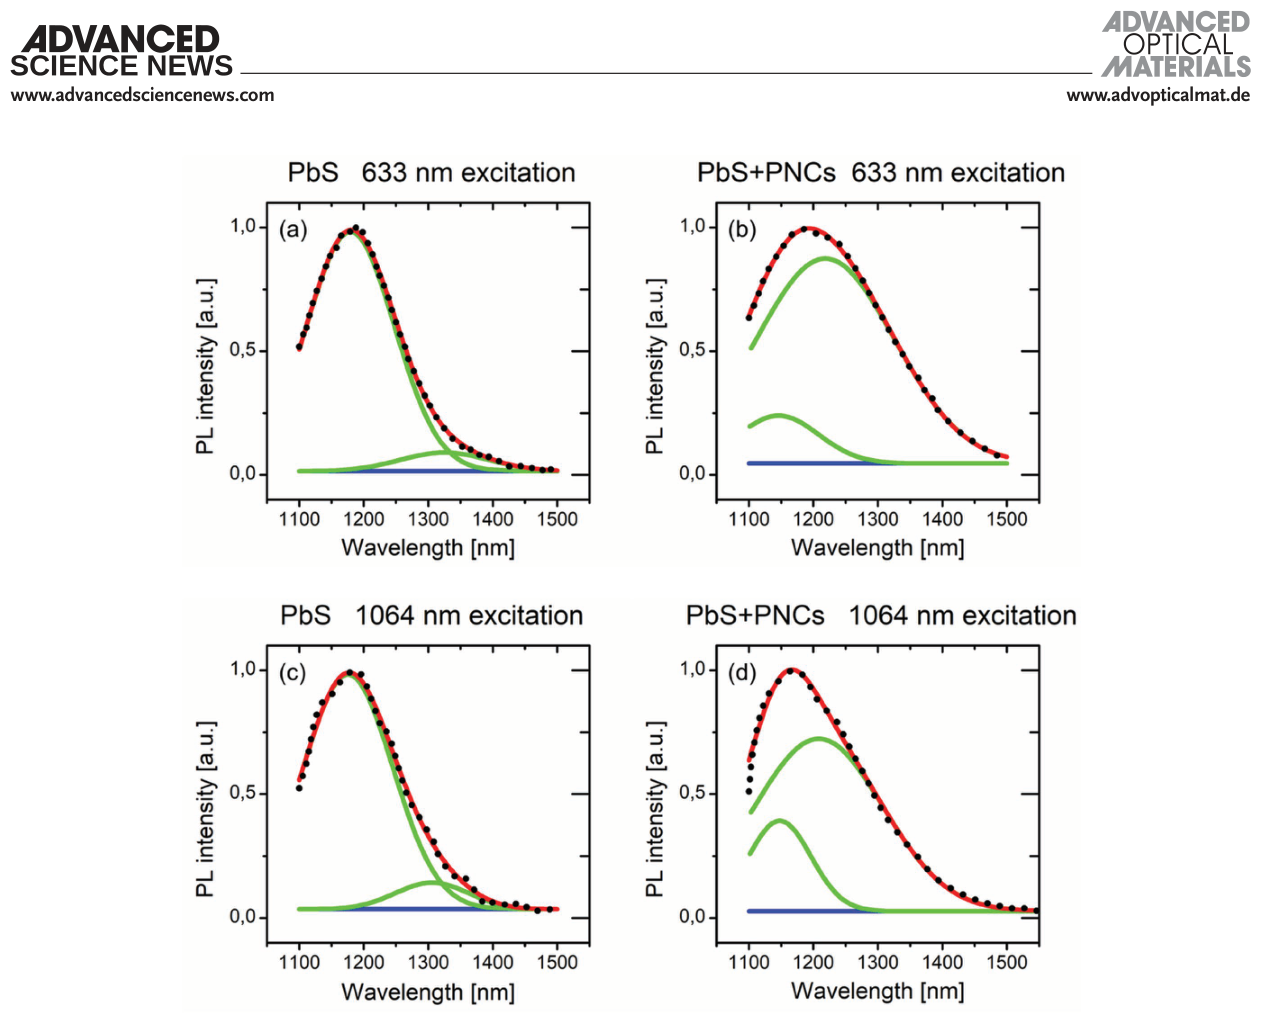 ADVANCED
SCIENCE NEWS
www.advancedsciencenews.com
ADVANCED
OPTICAL
MATERIALS
www.advopticalmat.de
PbS 633 nm excitation
(a)
PL intensity [a.u.]
1,0
0,5
0,0
1100 1200 1300 1400 1500
Wavelength [nm]
PbS+PNCs 633 nm excitation
(b)
PL intensity [a.u.]
1,0
0,5
0,0
1100 1200 1300 1400 1500
Wavelength [nm]
PbS 1064 nm excitation
(c)
PL intensity [a.u.]
1,0
0,5
0,0
1100 1200 1300 1400 1500
Wavelength [nm]
PbS+PNCs 1064 nm excitation
(d)
PL intensity [a.u.]
1,0
0,5
0,0
1100 1200 1300 1400 1500
Wavelength [nm]